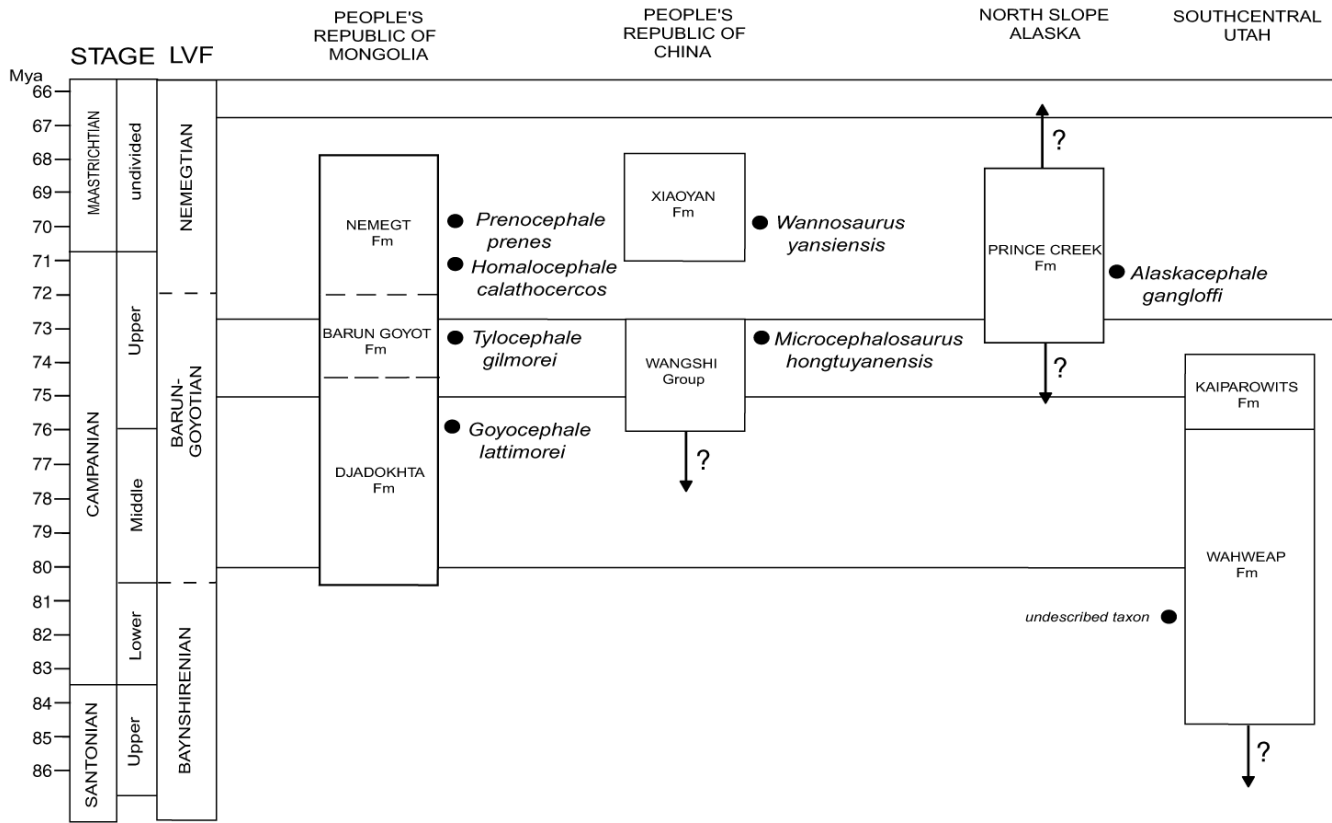 PEOPLE'S
REPUBLIC OF
MONGOLIA
PEOPLE'S
REPUBLIC OF
CHINA
NORTH SLOPE
ALASKA
SOUTHCENTRAL
UTAH
STAGE
LVF
Mya
66
67
68
69
70
71
72
73
74
75
76
77
78
79
80
81
82
83
84
85
86
MAASTRICHTIAN
CAMPANIAN
SANTONIAN
undivided
Upper
Middle
Lower
Upper
NEMEGTIAN
BARUN-
GOYOTIAN
BAYNSHIRENIAN
NEMEGT
Fm
BARUN GOYOT
Fm
DJADOKHTA
Fm
Prenocephale
prenes
Homalocephale
calathocercos
Tylocephale
gilmorei
Goyocephale
lattimorei
XIAOYAN
Fm
WANGSHI
Group
?
Wannosaurus
yansiensis
Microcephalosaurus
hongtuyanensis
?
PRINCE CREEK
Fm
?
Alaskacephale
gangloffi
KAIPAROWITS
Fm
WAHWEAP
Fm
undescribed taxon
?